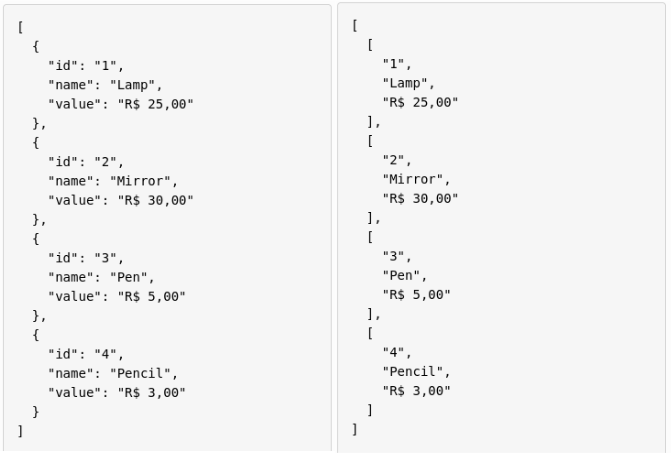 [
  {
    "id": "1",
    "name": "Lamp",
    "value": "R$ 25,00"
  },
  {
    "id": "2",
    "name": "Mirror",
    "value": "R$ 30,00"
  },
  {
    "id": "3",
    "name": "Pen",
    "value": "R$ 5,00"
  },
  {
    "id": "4",
    "name": "Pencil",
    "value": "R$ 3,00"
  }
]
[
  [
    "1",
    "Lamp",
    "R$ 25,00"
  ],
  [
    "2",
    "Mirror",
    "R$ 30,00"
  ],
  [
    "3",
    "Pen",
    "R$ 5,00"
  ],
  [
    "4",
    "Pencil",
    "R$ 3,00"
  ]
]